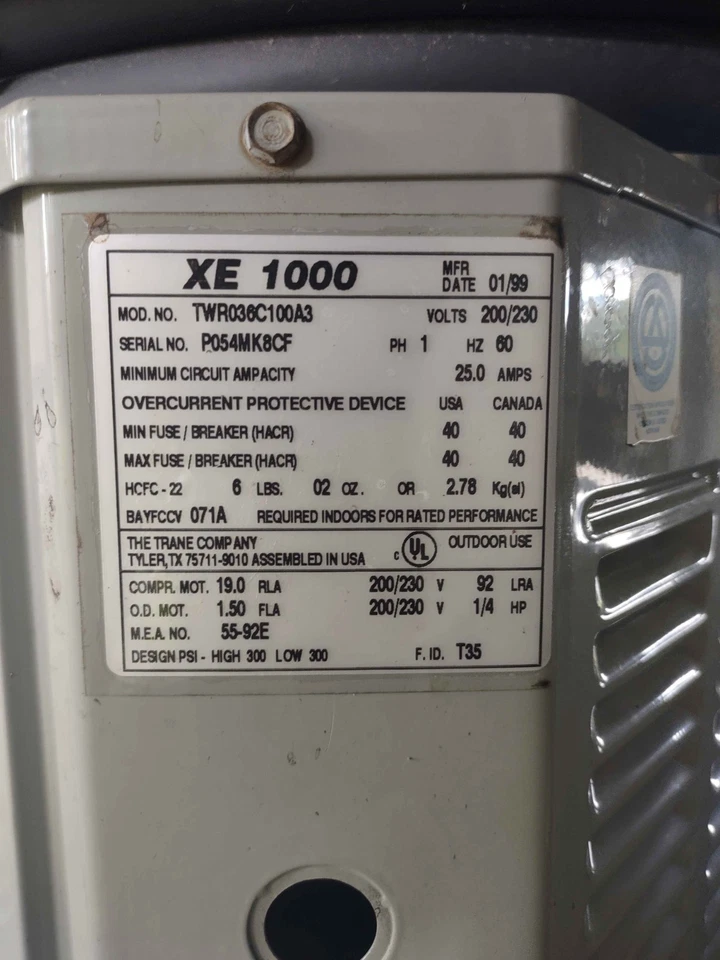 XE 1000 MFR DATE 01/99
MOD. NO. TWR036C100A3 VOLTS 200/230
SERIAL NO. P054MK8CF PH 1 HZ 60
MINIMUM CIRCUIT AMPACITY 25.0 AMPS
OVERCURRENT PROTECTIVE DEVICE USA CANADA
MIN FUSE / BREAKER (HACR) 40 40
MAX FUSE / BREAKER (HACR) 40 40
HCFC - 22 6 LBS. 02 OZ. OR 2.78 Kg(si)
BAYFCCV 071A REQUIRED INDOORS FOR RATED PERFORMANCE
THE TRANE COMPANY
TYLER, TX 75711-9010 ASSEMBLED IN USA C UL OUTDOOR USE
COMPR. MOT. 19.0 RLA 200/230 V 92 LRA
O.D. MOT. 1.50 FLA 200/230 V 1/4 HP
M.E.A. NO. 55-92E
DESIGN PSI - HIGH 300 LOW 300 F. ID. T35